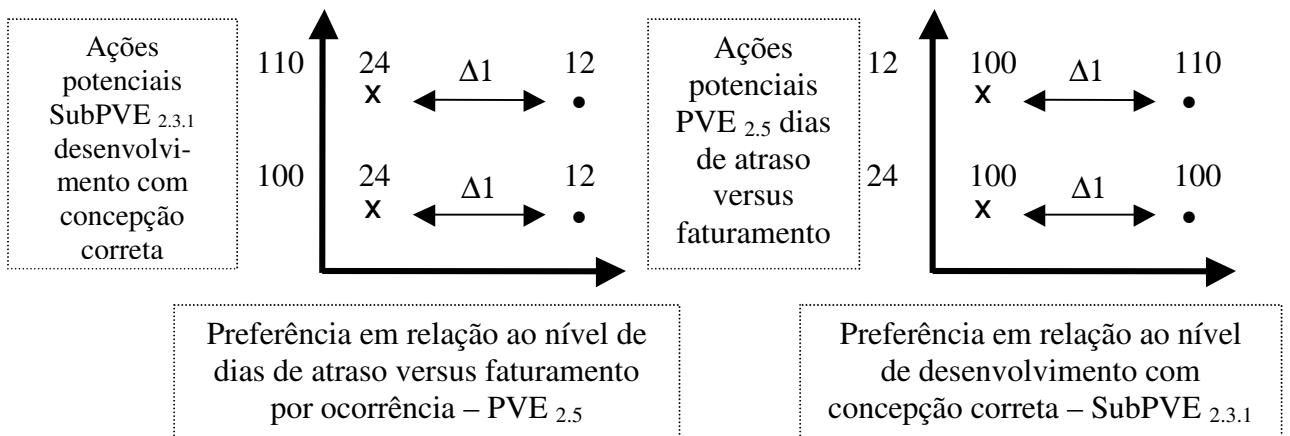 Ações
potenciais
SubPVE 2.3.1
desenvolvi-
mento com
concepção
correta
110 24 Δ1 12
x •
100 24 Δ1 12
x •
Preferência em relação ao nível de
dias de atraso versus faturamento
por ocorrência – PVE 2.5
Ações
potenciais
PVE 2.5 dias
de atraso
versus
faturamento
12 100 Δ1 110
x •
24 100 Δ1 100
x •
Preferência em relação ao nível
de desenvolvimento com
concepção correta – SubPVE 2.3.1